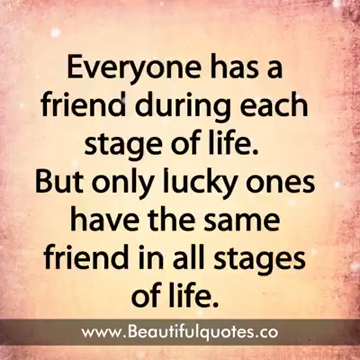 Everyone has a
friend during each
stage of life.
But only lucky ones
have the same
friend in all stages
of life.
www.Beautifulquotes.co